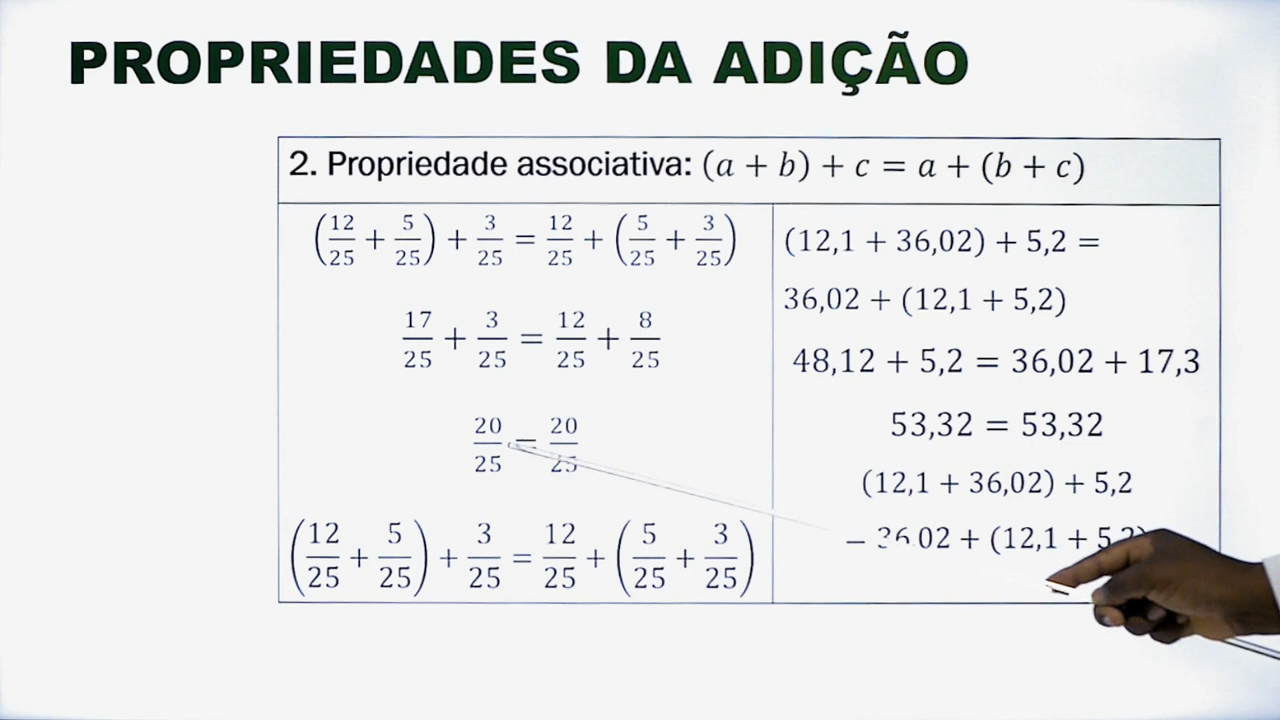 PROPRIEDADES DA ADIÇÃO
2. Propriedade associativa: (a + b) + c = a + (b + c)
(12/25 + 5/25) + 3/25 = 12/25 + (5/25 + 3/25)
17/25 + 3/25 = 12/25 + 8/25
20/25 = 20/25
(12/25 + 5/25) + 3/25 = 12/25 + (5/25 + 3/25)
(12,1 + 36,02) + 5,2 =
36,02 + (12,1 + 5,2)
48,12 + 5,2 = 36,02 + 17,3
53,32 = 53,32
(12,1 + 36,02) + 5,2
= 36,02 + (12,1 + 5,2)